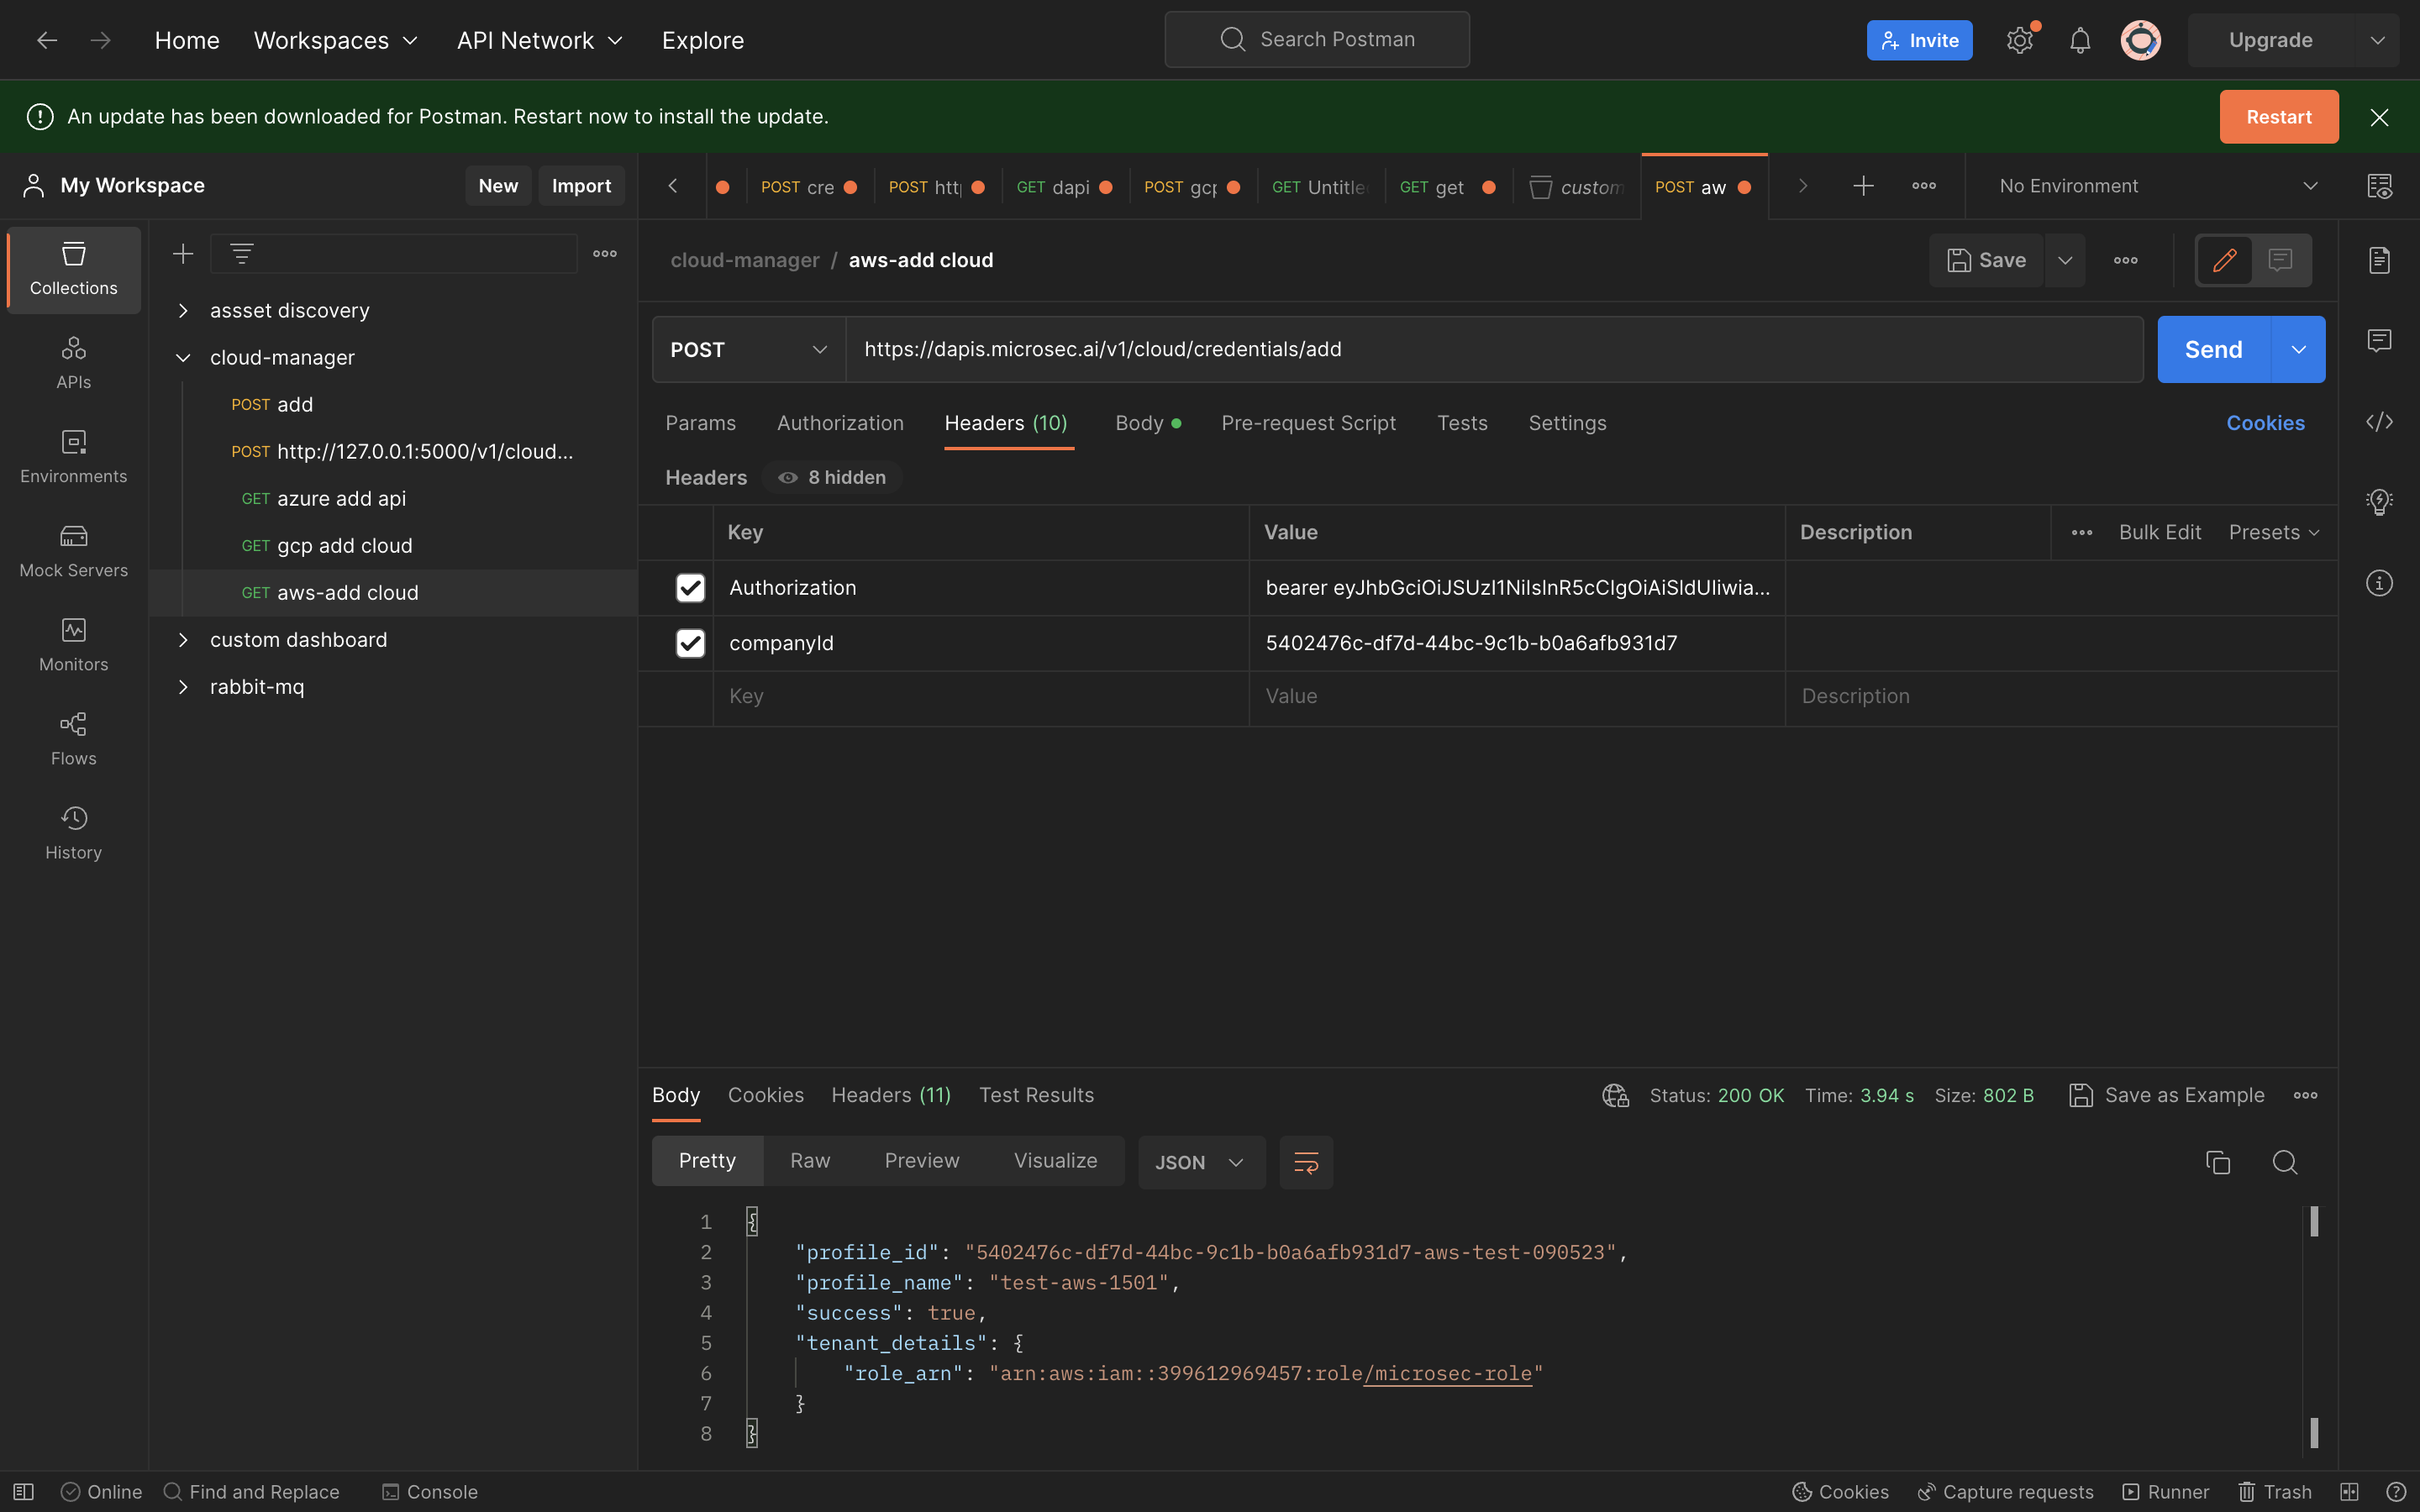 Home Workspaces API Network Explore Search Postman Invite Upgrade
An update has been downloaded for Postman. Restart now to install the update. Restart
My Workspace New Import
POST cre POST http GET dapi POST gcp GET Untitle GET get custom POST aw No Environment
Collections
APIs
Environments
Mock Servers
Monitors
Flows
History
assset discovery
cloud-manager
POST add
POST http://127.0.0.1:5000/v1/cloud...
GET azure add api
GET gcp add cloud
GET aws-add cloud
custom dashboard
rabbit-mq
cloud-manager / aws-add cloud Save
POST https://dapis.microsec.ai/v1/cloud/credentials/add Send
Params Authorization Headers (10) Body Pre-request Script Tests Settings Cookies
Headers 8 hidden
Key Value Description Bulk Edit Presets
Authorization bearer eyJhbGciOiJSUzI1NiIsInR5cCIgOiAiSldUIiwia...
companyId 5402476c-df7d-44bc-9c1b-b0a6afb931d7
Key Value Description
Body Cookies Headers (11) Test Results Status: 200 OK Time: 3.94 s Size: 802 B Save as Example
Pretty Raw Preview Visualize JSON
1 {
2 "profile_id": "5402476c-df7d-44bc-9c1b-b0a6afb931d7-aws-test-090523",
3 "profile_name": "test-aws-1501",
4 "success": true,
5 "tenant_details": {
6 "role_arn": "arn:aws:iam::399612969457:role/microsec-role"
7 }
8 }
Online Find and Replace Console Cookies Capture requests Runner Trash